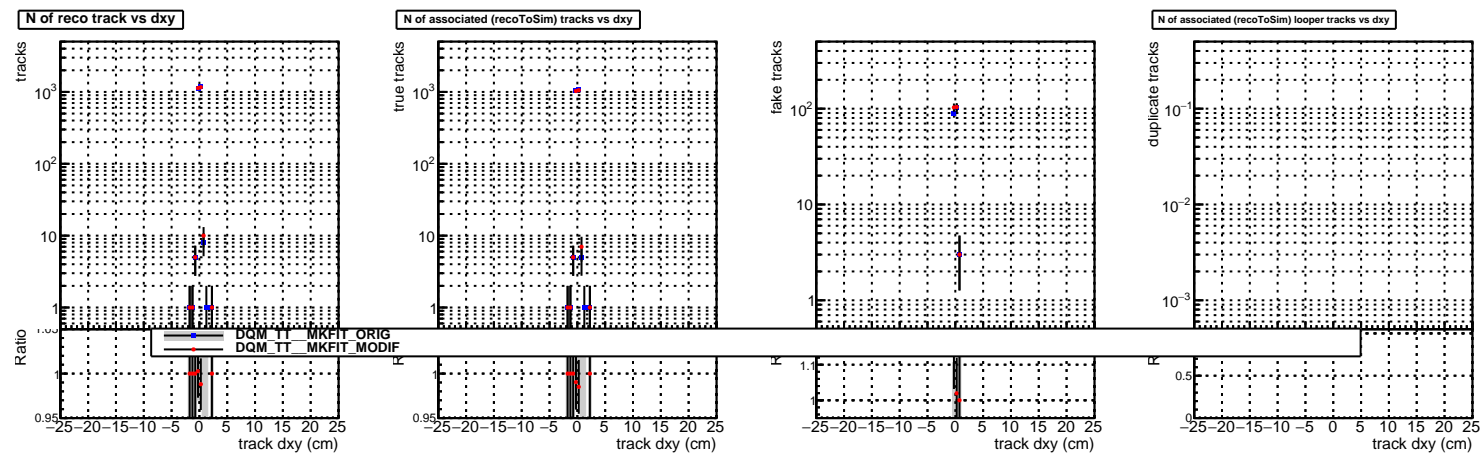 N of reco track vs dxy
N of associated (recoToSim) tracks vs dxy
N of associated (recoToSim) looper tracks vs dxy
tracks
10³
10²
10
1
Ratio
1
0.95
−25 −20 −15 −10 −5 0 5 10 15 20 25
track dxy (cm)
true tracks
10³
10²
10
1
1
0.95
−25 −20 −15 −10 −5 0 5 10 15 20 25
track dxy (cm)
fake tracks
10²
10
1
1.1
1
−25 −20 −15 −10 −5 0 5 10 15 20 25
track dxy (cm)
duplicate tracks
10⁻¹
10⁻²
10⁻³
0.5
0
−25 −20 −15 −10 −5 0 5 10 15 20 25
track dxy (cm)
DQM_TT__MKFIT_ORIG
DQM_TT__MKFIT_MODIF